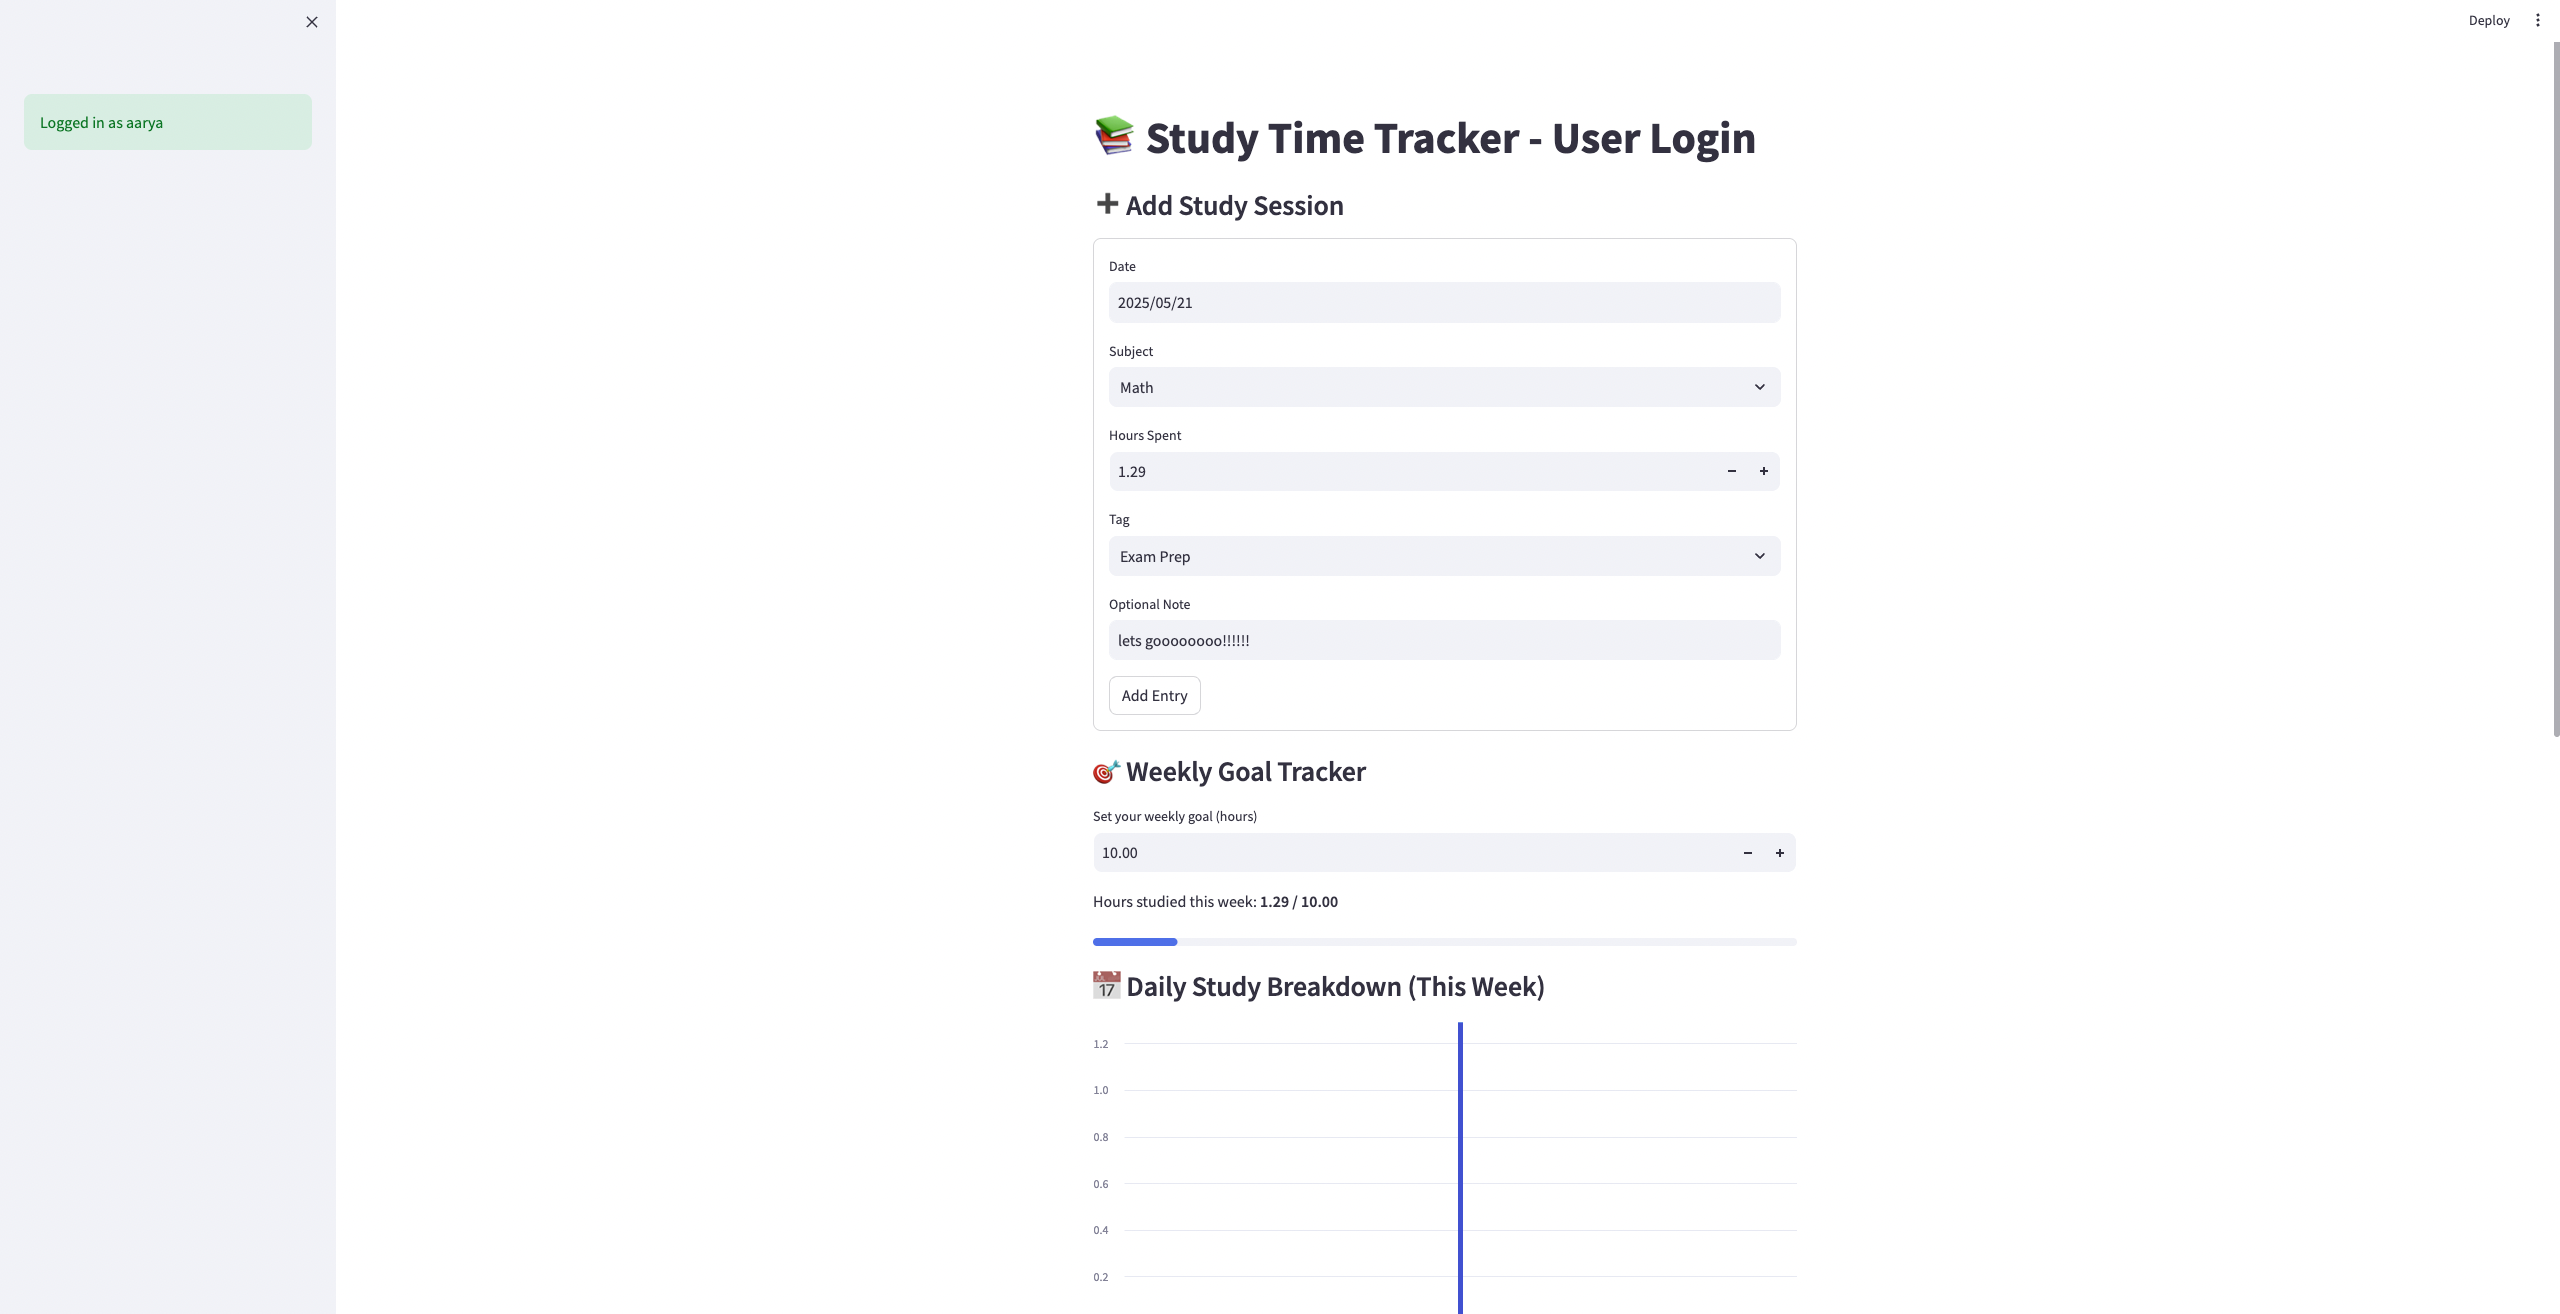 Deploy
Logged in as aarya
Study Time Tracker - User Login
Add Study Session
Date
2025/05/21
Subject
Math
Hours Spent
1.29
Tag
Exam Prep
Optional Note
lets goooooooo!!!!!!
Add Entry
Weekly Goal Tracker
Set your weekly goal (hours)
10.00
Hours studied this week: 1.29 / 10.00
17
Daily Study Breakdown (This Week)
1.2
1.0
0.8
0.6
0.4
0.2